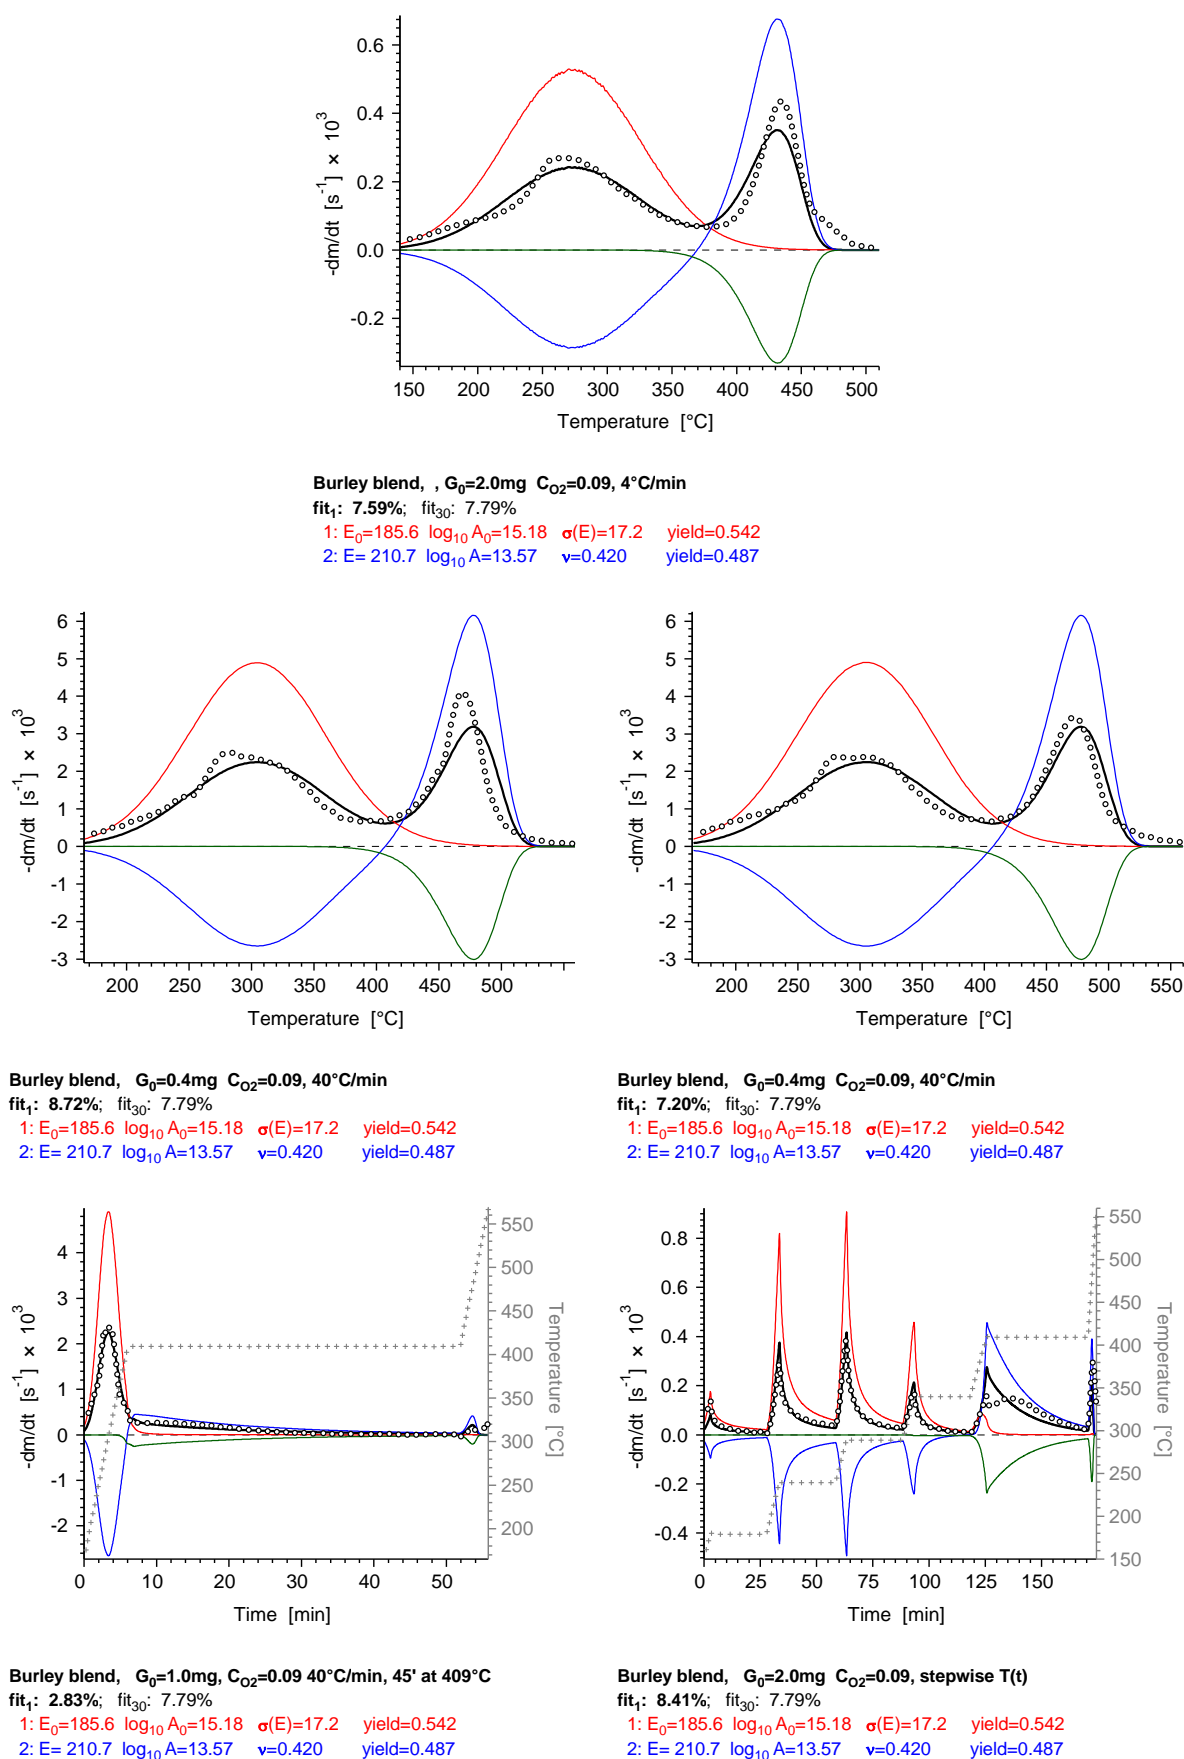 0.6
0.4
0.2
0.0
-0.2
-dm/dt [s⁻¹] × 10³
150 200 250 300 350 400 450 500
Temperature [°C]
Burley blend, , G₀=2.0mg C_O2=0.09, 4°C/min
fit₁: 7.59%; fit₃₀: 7.79%
1: E₀=185.6 log₁₀ A₀=15.18 σ(E)=17.2 yield=0.542
2: E= 210.7 log₁₀ A=13.57 ν=0.420 yield=0.487
6
5
4
3
2
1
0
-1
-2
-3
-dm/dt [s⁻¹] × 10³
200 250 300 350 400 450 500
Temperature [°C]
Burley blend, G₀=0.4mg C_O2=0.09, 40°C/min
fit₁: 8.72%; fit₃₀: 7.79%
1: E₀=185.6 log₁₀ A₀=15.18 σ(E)=17.2 yield=0.542
2: E= 210.7 log₁₀ A=13.57 ν=0.420 yield=0.487
6
5
4
3
2
1
0
-1
-2
-3
-dm/dt [s⁻¹] × 10³
200 250 300 350 400 450 500 550
Temperature [°C]
Burley blend, G₀=0.4mg C_O2=0.09, 40°C/min
fit₁: 7.20%; fit₃₀: 7.79%
1: E₀=185.6 log₁₀ A₀=15.18 σ(E)=17.2 yield=0.542
2: E= 210.7 log₁₀ A=13.57 ν=0.420 yield=0.487
4
3
2
1
0
-1
-2
-dm/dt [s⁻¹] × 10³
550
500
450
400
350
300
250
200
Temperature [°C]
0 10 20 30 40 50
Time [min]
Burley blend, G₀=1.0mg, C_O2=0.09 40°C/min, 45' at 409°C
fit₁: 2.83%; fit₃₀: 7.79%
1: E₀=185.6 log₁₀ A₀=15.18 σ(E)=17.2 yield=0.542
2: E= 210.7 log₁₀ A=13.57 ν=0.420 yield=0.487
0.8
0.6
0.4
0.2
0.0
-0.2
-0.4
-dm/dt [s⁻¹] × 10³
550
500
450
400
350
300
250
200
150
Temperature [°C]
0 25 50 75 100 125 150
Time [min]
Burley blend, G₀=2.0mg C_O2=0.09, stepwise T(t)
fit₁: 8.41%; fit₃₀: 7.79%
1: E₀=185.6 log₁₀ A₀=15.18 σ(E)=17.2 yield=0.542
2: E= 210.7 log₁₀ A=13.57 ν=0.420 yield=0.487